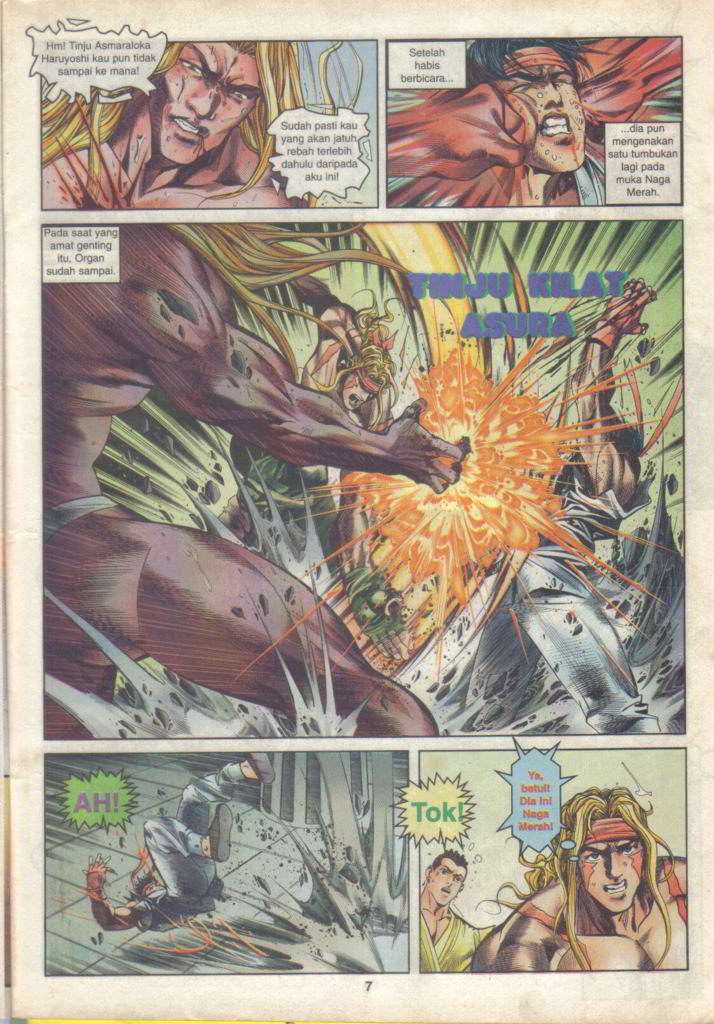 Hm! Tinju Asmaraloka
Haruyoshi kau pun tidak
sampai ke mana!
Sudah pasti kau
yang akan jatuh
rebah terlebih
dahulu daripada
aku ini!
Setelah
habis
berbicara...
...dia pun
mengenakan
satu tumbukan
lagi pada
muka Naga
Merah.
Pada saat yang
amat genting
itu, Organ
sudah sampai.
TINJU KILAT
ASURA
AH!
Tok!
Ya,
betul!
Dia ini
Naga
Merah!
7